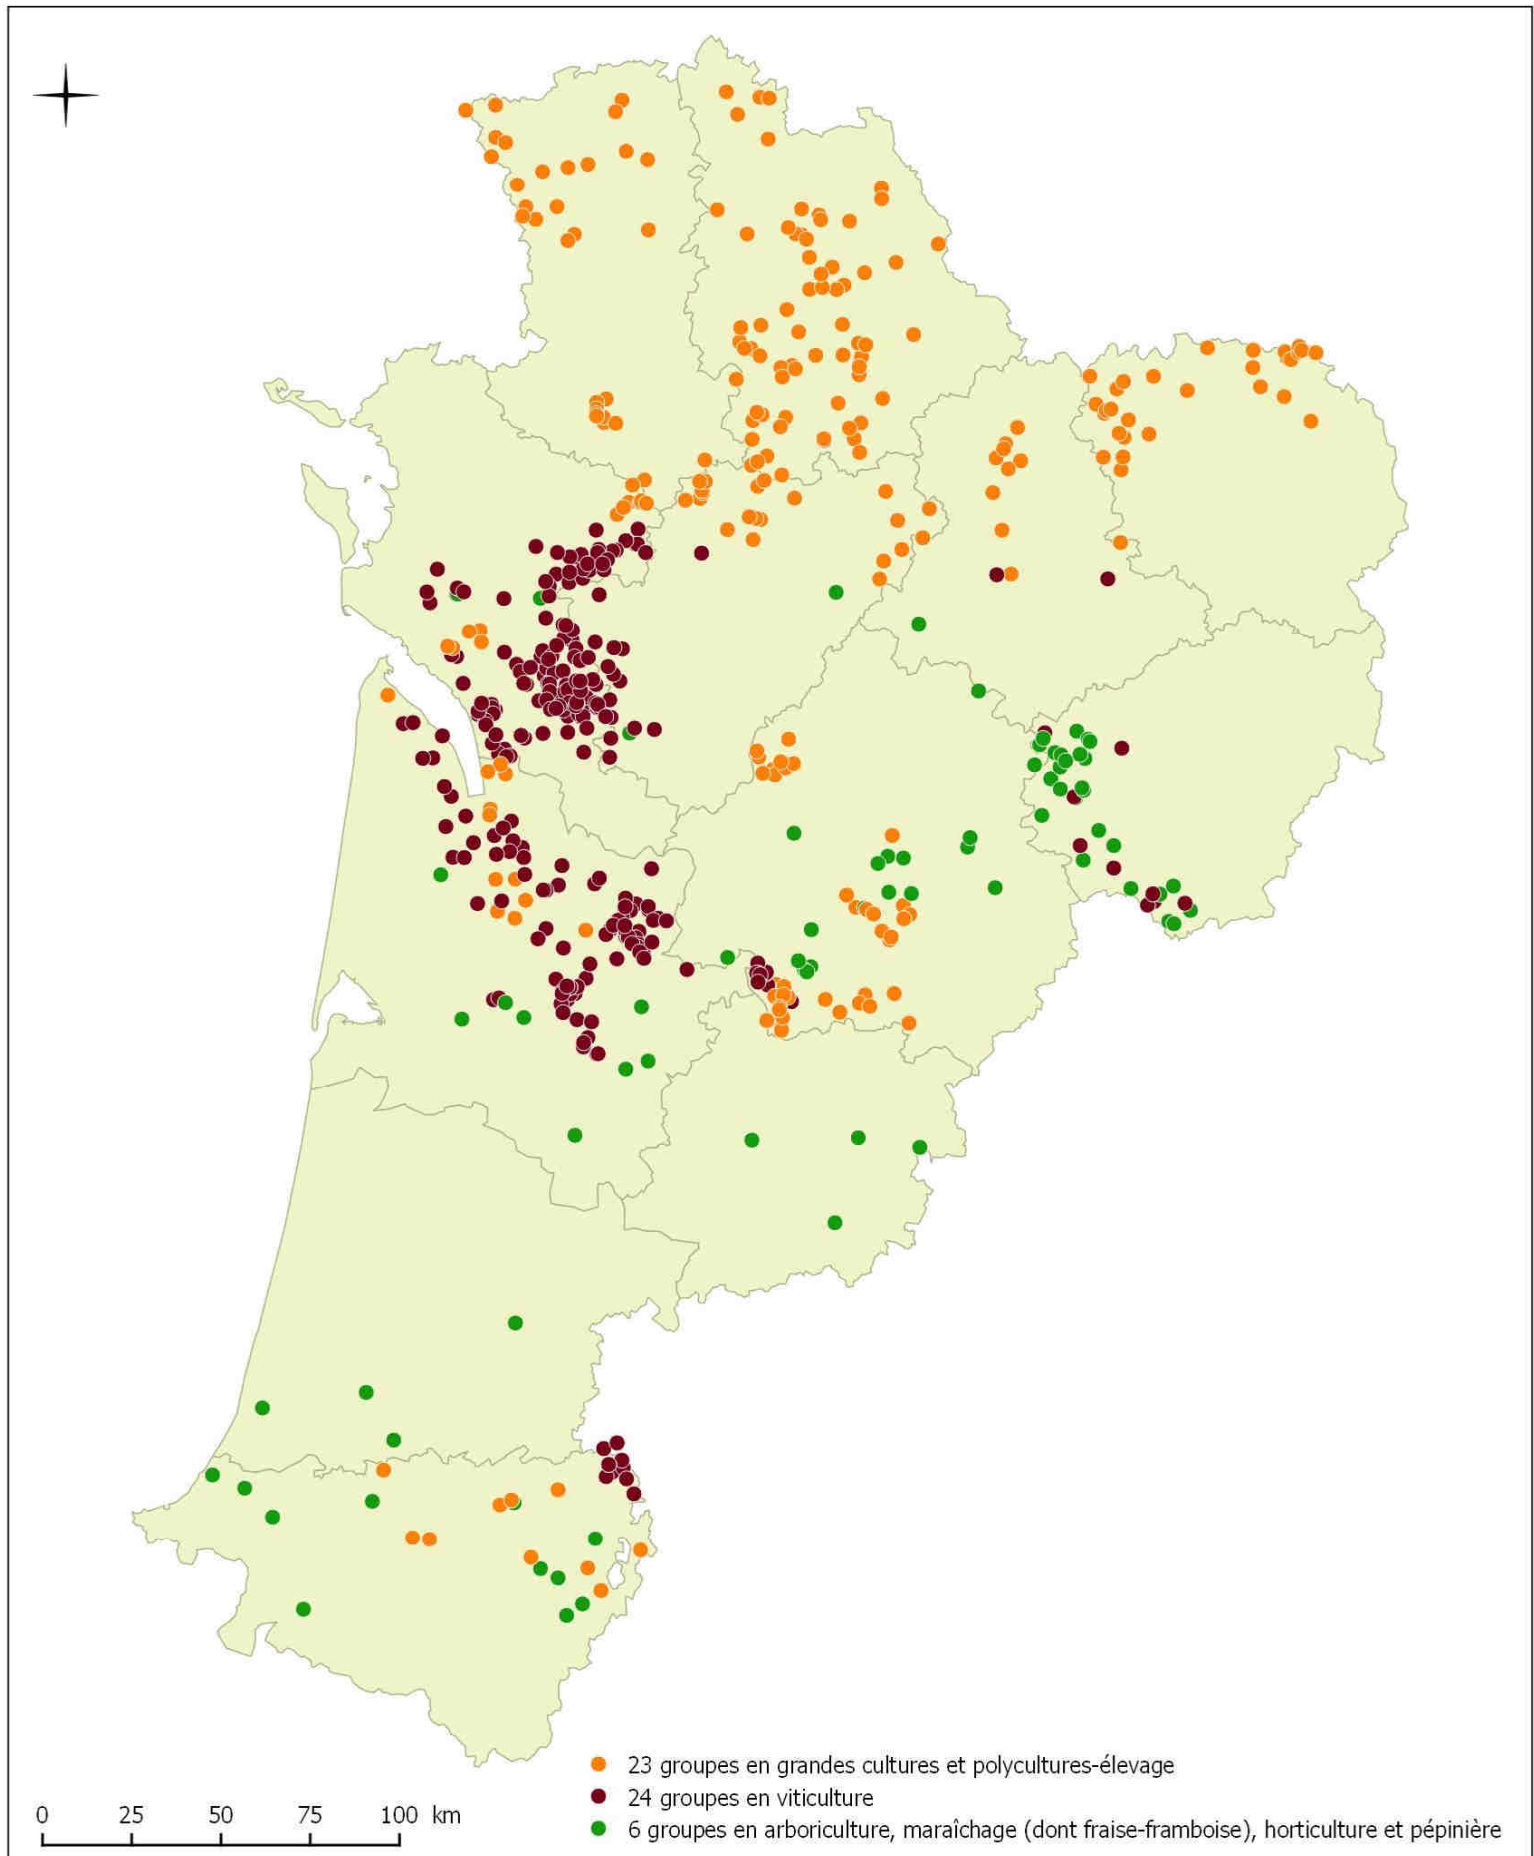 23 groupes en grandes cultures et polycultures-élevage
24 groupes en viticulture
6 groupes en arboriculture, maraîchage (dont fraise-framboise), horticulture et pépinière
0 25 50 75 100 km